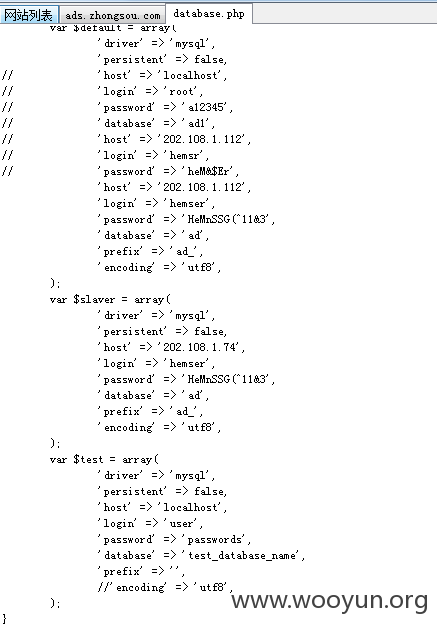 网站列表 ads.zhongsou.com database.php
var $default = array(
'driver' => 'mysql',
'persistent' => false,
// 'host' => 'localhost',
// 'login' => 'root',
// 'password' => 'a12345',
// 'database' => 'ad1',
// 'host' => '202.108.1.112',
// 'login' => 'hemsr',
// 'password' => 'heM&$Er',
'host' => '202.108.1.112',
'login' => 'hemser',
'password' => 'HeMnSSG(^11&3',
'database' => 'ad',
'prefix' => 'ad_',
'encoding' => 'utf8',
);
var $slaver = array(
'driver' => 'mysql',
'persistent' => false,
'host' => '202.108.1.74',
'login' => 'hemser',
'password' => 'HeMnSSG(^11&3',
'database' => 'ad',
'prefix' => 'ad_',
'encoding' => 'utf8',
);
var $test = array(
'driver' => 'mysql',
'persistent' => false,
'host' => 'localhost',
'login' => 'user',
'password' => 'passwords',
'database' => 'test_database_name',
'prefix' => '',
//'encoding' => 'utf8',
);
}
www.wooyun.org